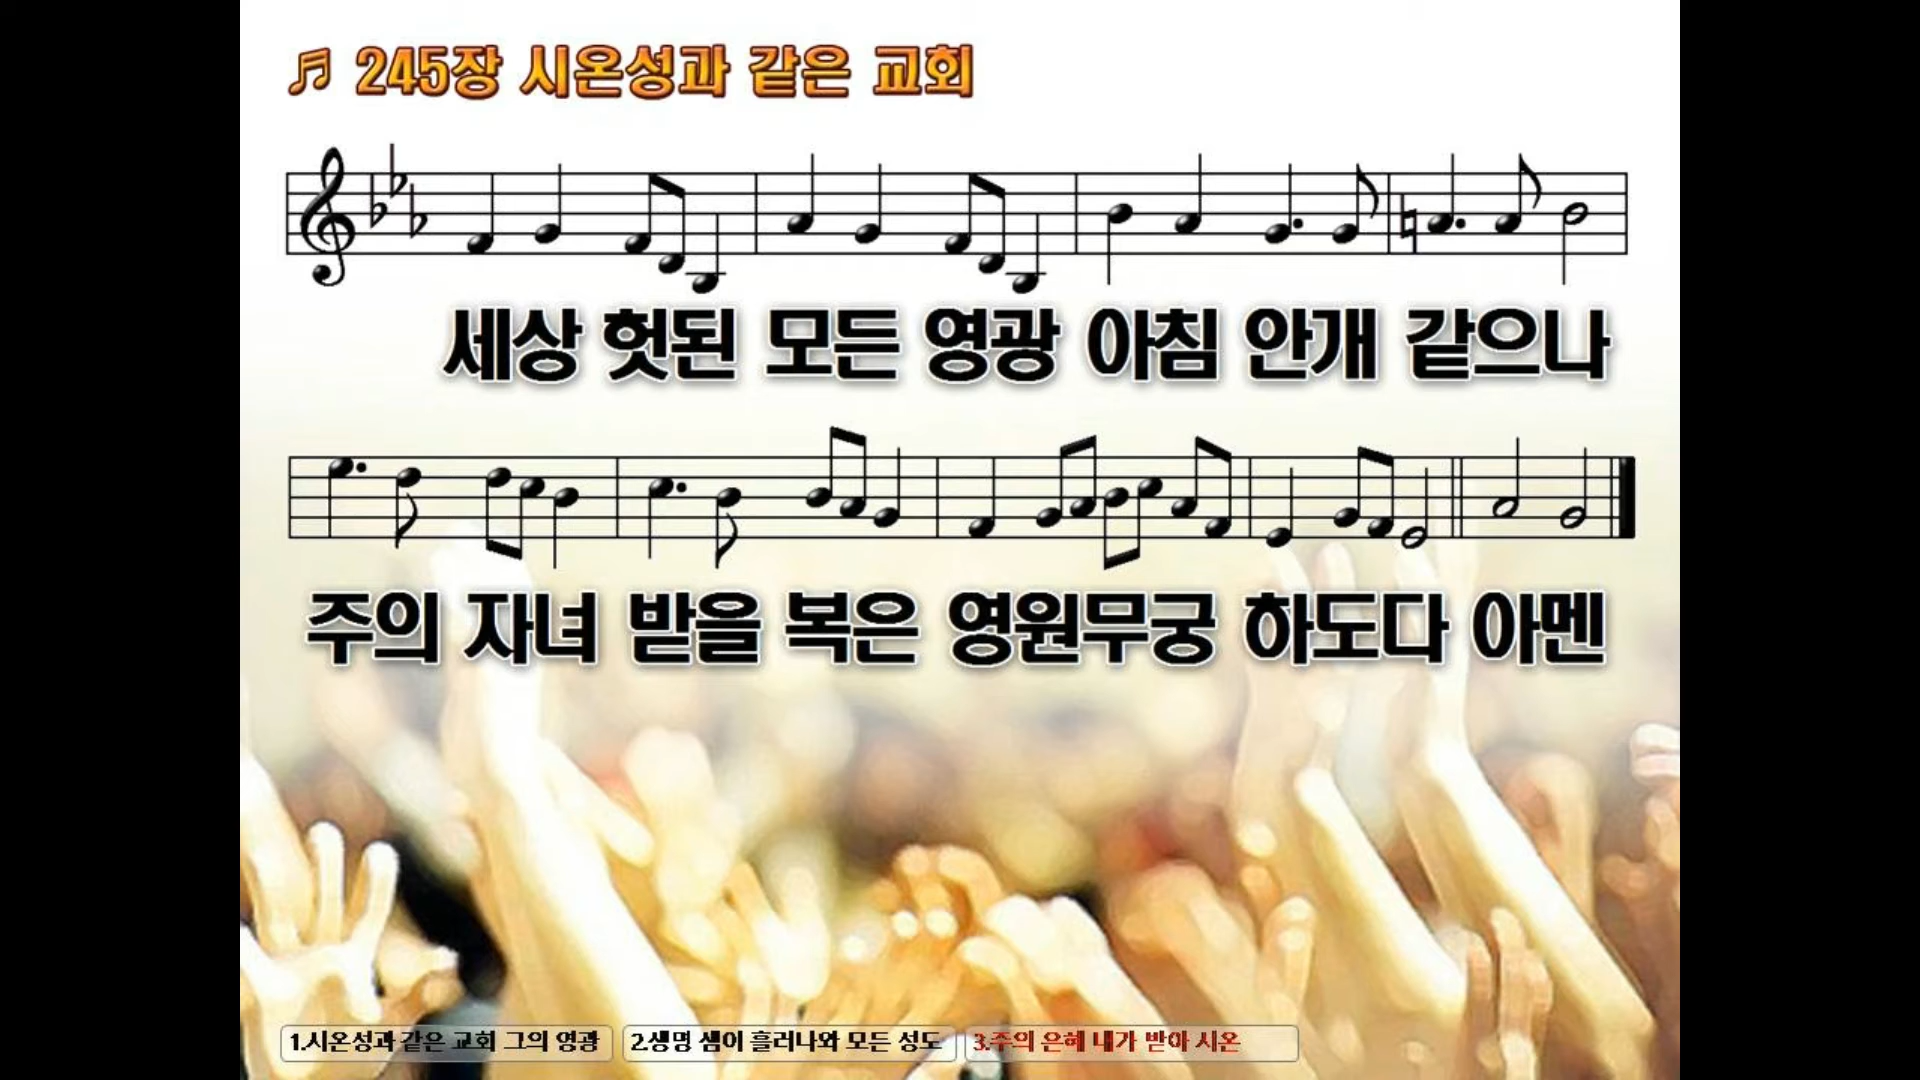 245장 시온성과 같은 교회
세상 헛된 모든 영광 아침 안개 같으나
주의 자녀 받을 복은 영원무궁 하도다 아멘
1.시온성과 같은 교회 그의 영광
2.생명 샘이 흘러나와 모든 성도
3.주의 은혜 내가 받아 시온